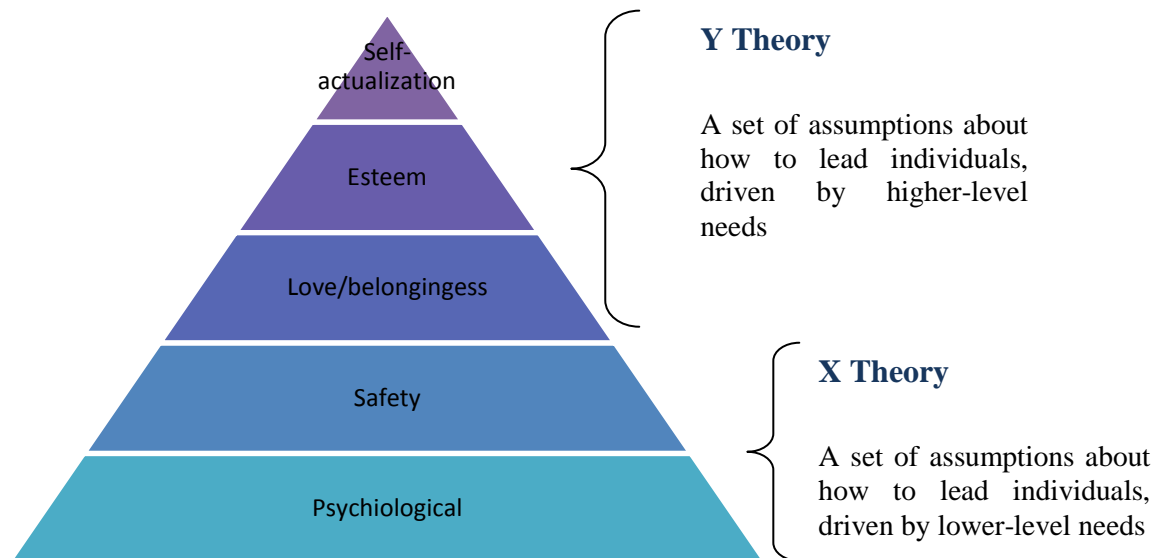 Self-
actualization
Esteem
Love/belongingess
Safety
Psychiological
Y Theory
A set of assumptions about
how to lead individuals,
driven by higher-level
needs
X Theory
A set of assumptions about
how to lead individuals,
driven by lower-level needs